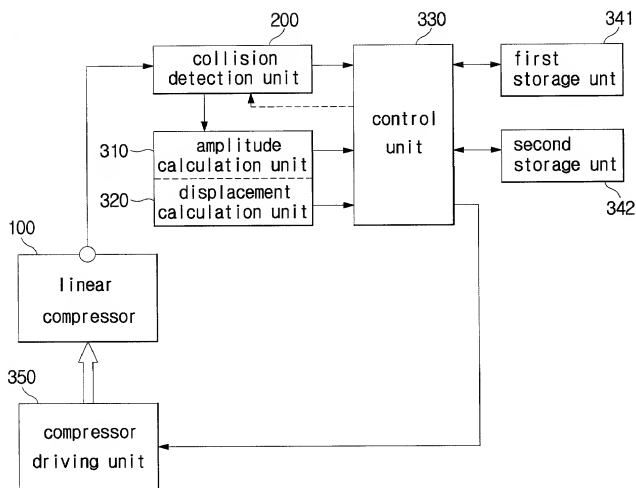 200
330
341
collision
detection unit
first
storage unt
310
amplitude
calculation unit
control
unit
second
storage unt
320
displacement
calculation unit
342
100
linear
compressor
350
compressor
driving unit